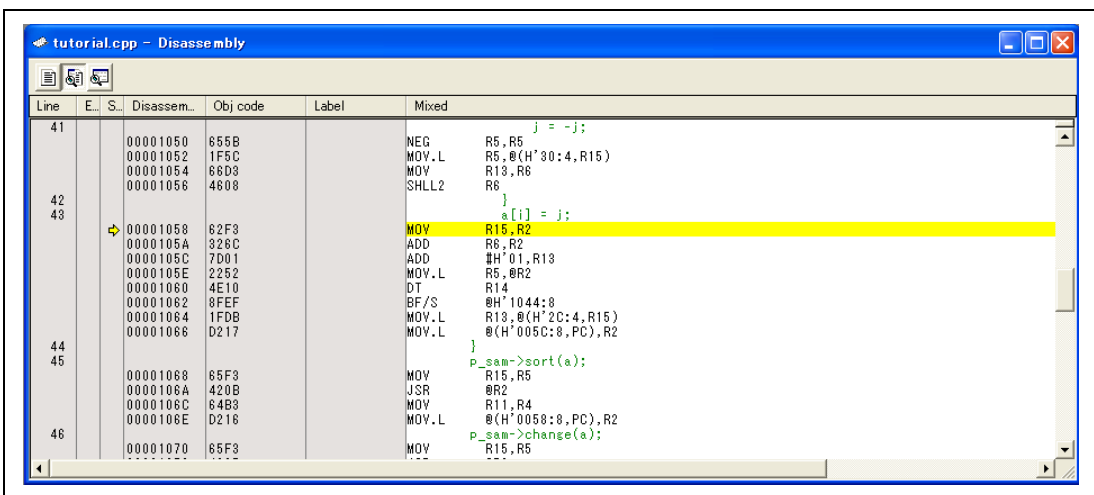 tutorial.cpp - Disassembly
Line E.. S.. Disassem... Obj code Label Mixed
41 j = -j;
00001050 655B NEG R5,R5
00001052 1F5C MOV.L R5,@(H'30:4,R15)
00001054 66D3 MOV R13,R6
00001056 4608 SHLL2 R6
42 }
43 a[i] = j;
00001058 62F3 MOV R15,R2
0000105A 326C ADD R6,R2
0000105C 7D01 ADD #H'01,R13
0000105E 2252 MOV.L R5,@R2
00001060 4E10 DT R14
00001062 8FEF BF/S @H'1044:8
00001064 1FDB MOV.L R13,@(H'2C:4,R15)
00001066 D217 MOV.L @(H'005C:8,PC),R2
44 }
45 p_sam->sort(a);
00001068 65F3 MOV R15,R5
0000106A 420B JSR @R2
0000106C 64B3 MOV R11,R4
0000106E D216 MOV.L @(H'0058:8,PC),R2
46 p_sam->change(a);
00001070 65F3 MOV R15,R5